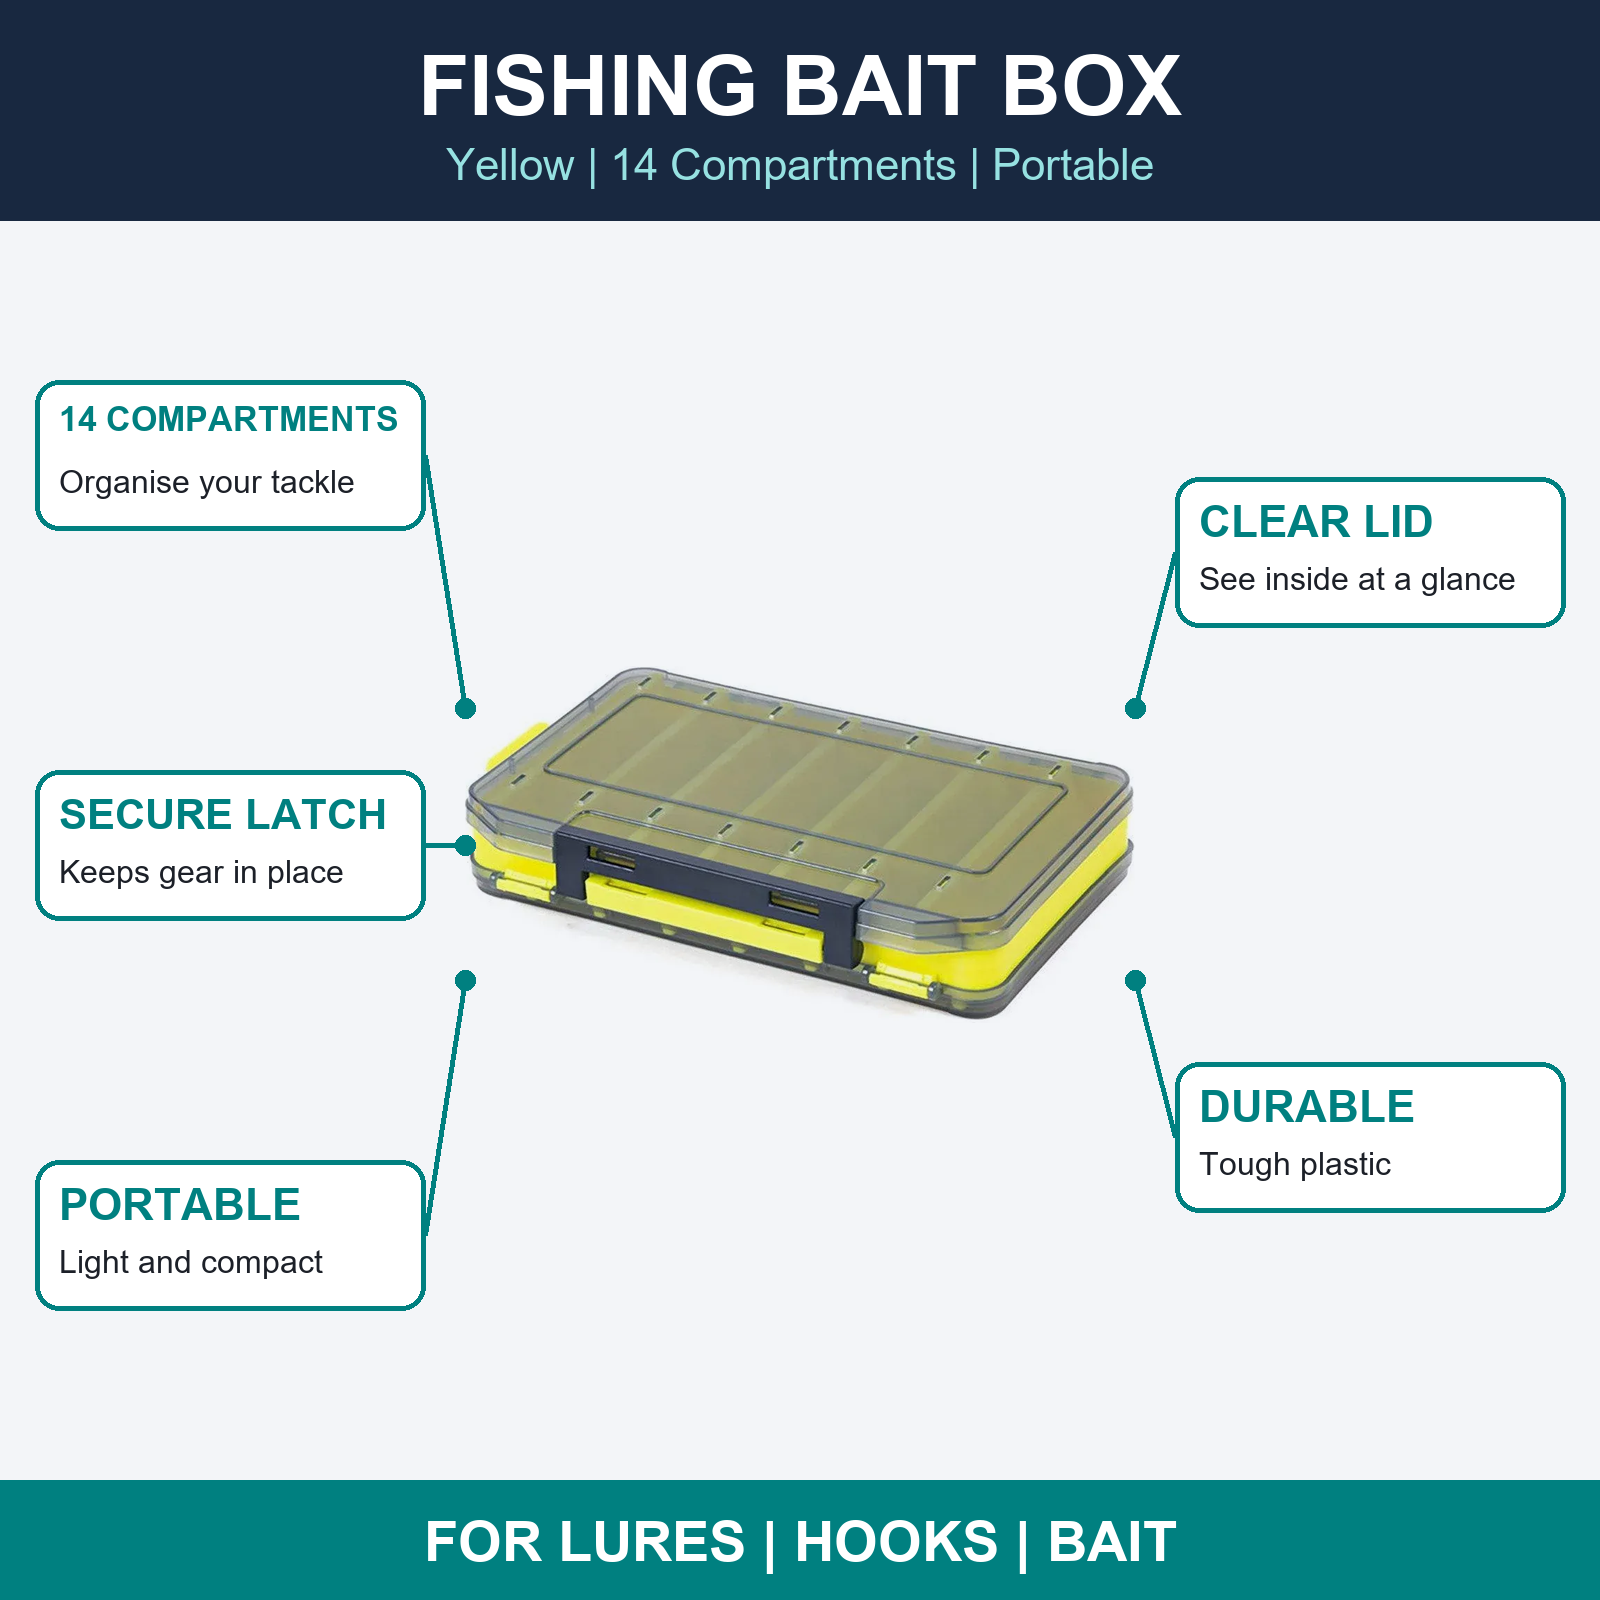 FISHING BAIT BOX
Yellow | 14 Compartments | Portable
14 COMPARTMENTS
Organise your tackle
CLEAR LID
See inside at a glance
SECURE LATCH
Keeps gear in place
DURABLE
Tough plastic
PORTABLE
Light and compact
FOR LURES | HOOKS | BAIT